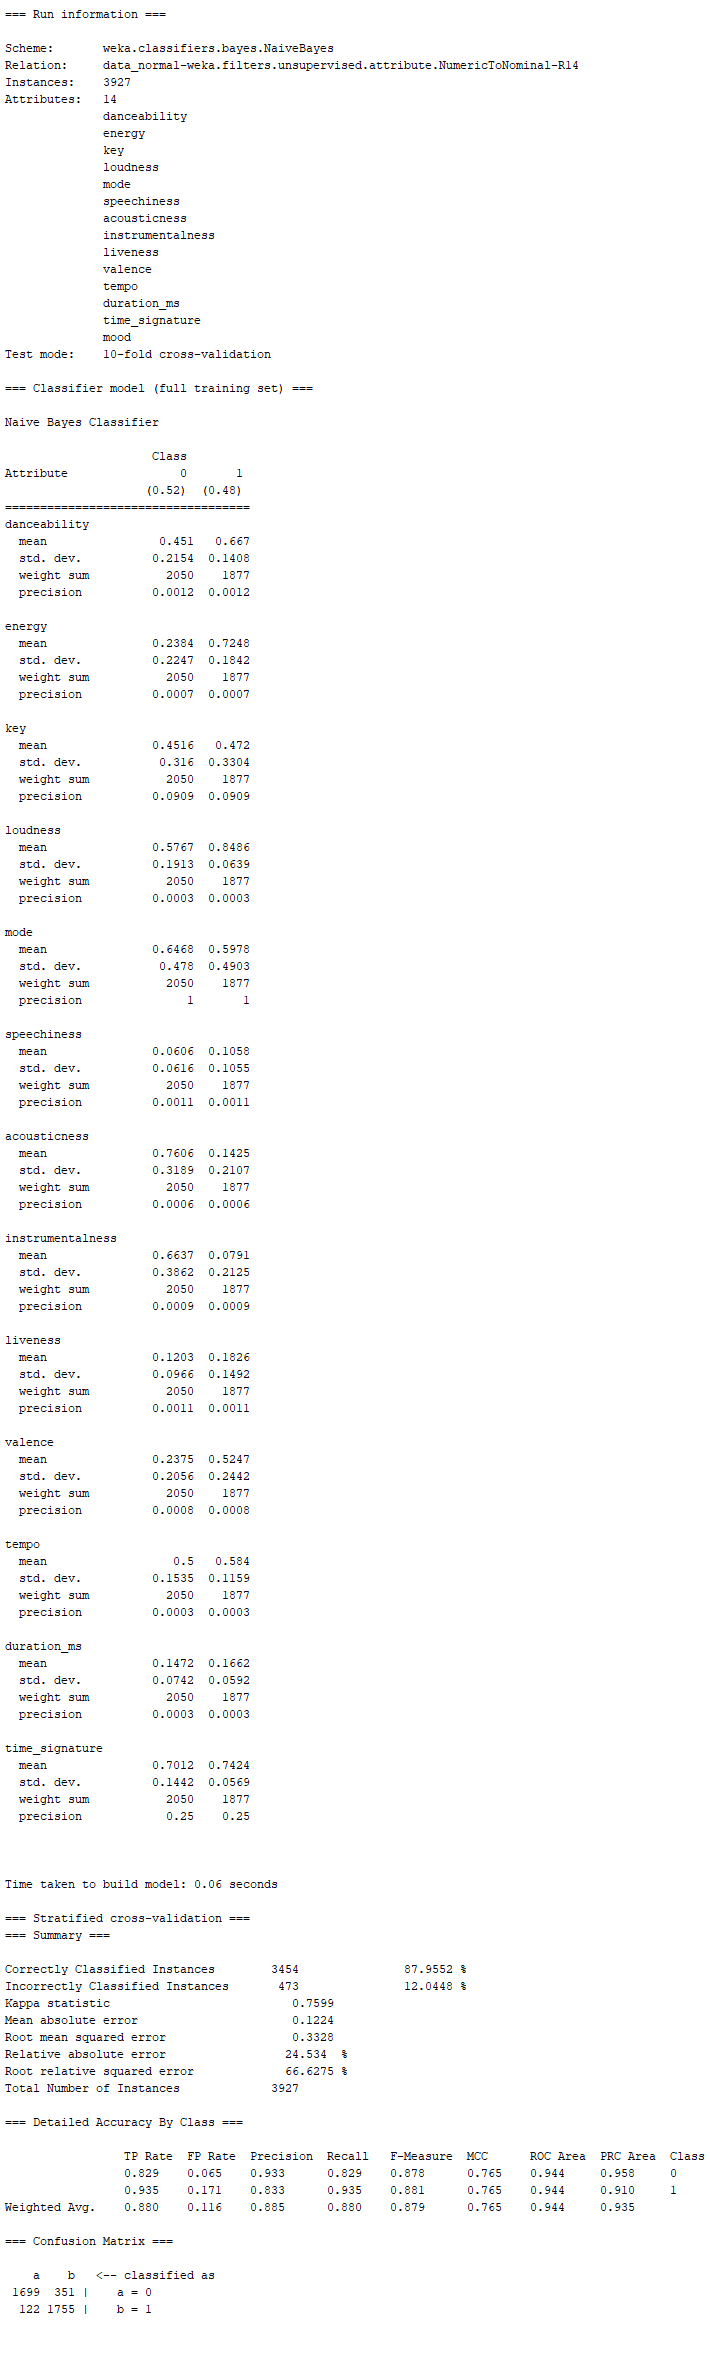 === Run information ===

Scheme:       weka.classifiers.bayes.NaiveBayes
Relation:     data_normal-weka.filters.unsupervised.attribute.NumericToNominal-R14
Instances:    3927
Attributes:   14
              danceability
              energy
              key
              loudness
              mode
              speechiness
              acousticness
              instrumentalness
              liveness
              valence
              tempo
              duration_ms
              time_signature
              mood
Test mode:    10-fold cross-validation

=== Classifier model (full training set) ===

Naive Bayes Classifier

                     Class
Attribute                0       1
                    (0.52)  (0.48)
===================================
danceability
  mean                0.451   0.667
  std. dev.          0.2154  0.1408
  weight sum           2050    1877
  precision          0.0012  0.0012

energy
  mean               0.2384  0.7248
  std. dev.          0.2247  0.1842
  weight sum           2050    1877
  precision          0.0007  0.0007

key
  mean               0.4516   0.472
  std. dev.           0.316  0.3304
  weight sum           2050    1877
  precision          0.0909  0.0909

loudness
  mean               0.5767  0.8486
  std. dev.          0.1913  0.0639
  weight sum           2050    1877
  precision          0.0003  0.0003

mode
  mean               0.6468  0.5978
  std. dev.           0.478  0.4903
  weight sum           2050    1877
  precision               1       1

speechiness
  mean               0.0606  0.1058
  std. dev.          0.0616  0.1055
  weight sum           2050    1877
  precision          0.0011  0.0011

acousticness
  mean               0.7606  0.1425
  std. dev.          0.3189  0.2107
  weight sum           2050    1877
  precision          0.0006  0.0006

instrumentalness
  mean               0.6637  0.0791
  std. dev.          0.3862  0.2125
  weight sum           2050    1877
  precision          0.0009  0.0009

liveness
  mean               0.1203  0.1826
  std. dev.          0.0966  0.1492
  weight sum           2050    1877
  precision          0.0011  0.0011

valence
  mean               0.2375  0.5247
  std. dev.          0.2056  0.2442
  weight sum           2050    1877
  precision          0.0008  0.0008

tempo
  mean                  0.5   0.584
  std. dev.          0.1535  0.1159
  weight sum           2050    1877
  precision          0.0003  0.0003

duration_ms
  mean               0.1472  0.1662
  std. dev.          0.0742  0.0592
  weight sum           2050    1877
  precision          0.0003  0.0003

time_signature
  mean               0.7012  0.7424
  std. dev.          0.1442  0.0569
  weight sum           2050    1877
  precision            0.25    0.25

Time taken to build model: 0.06 seconds

=== Stratified cross-validation ===
=== Summary ===

Correctly Classified Instances        3454               87.9552 %
Incorrectly Classified Instances       473               12.0448 %
Kappa statistic                          0.7599
Mean absolute error                      0.1224
Root mean squared error                  0.3328
Relative absolute error                 24.534  %
Root relative squared error             66.6275 %
Total Number of Instances             3927

=== Detailed Accuracy By Class ===

                 TP Rate  FP Rate  Precision  Recall   F-Measure  MCC      ROC Area  PRC Area  Class
                 0.829    0.065    0.933      0.829    0.878      0.765    0.944     0.958     0
                 0.935    0.171    0.833      0.935    0.881      0.765    0.944     0.910     1
Weighted Avg.    0.880    0.116    0.885      0.880    0.879      0.765    0.944     0.935

=== Confusion Matrix ===

    a    b   <-- classified as
 1699  351 |    a = 0
  122 1755 |    b = 1